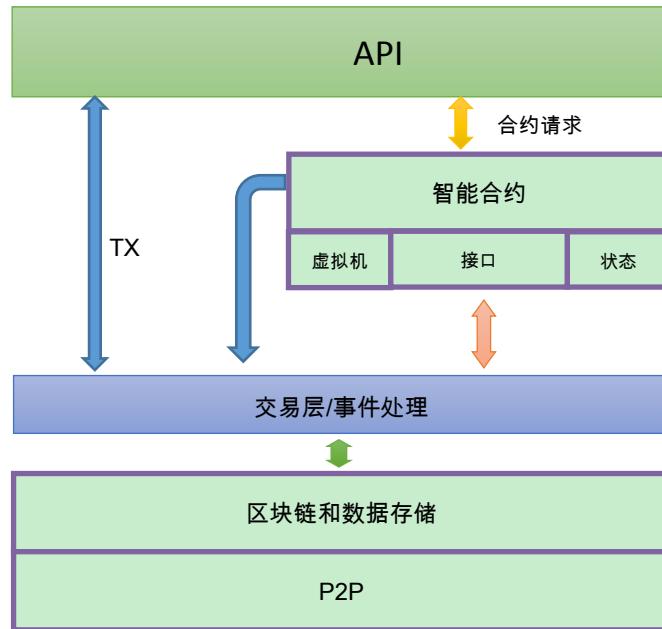 API
合约请求
智能合约
TX
虚拟机
接口
状态
交易层/事件处理
区块链和数据存储
P2P